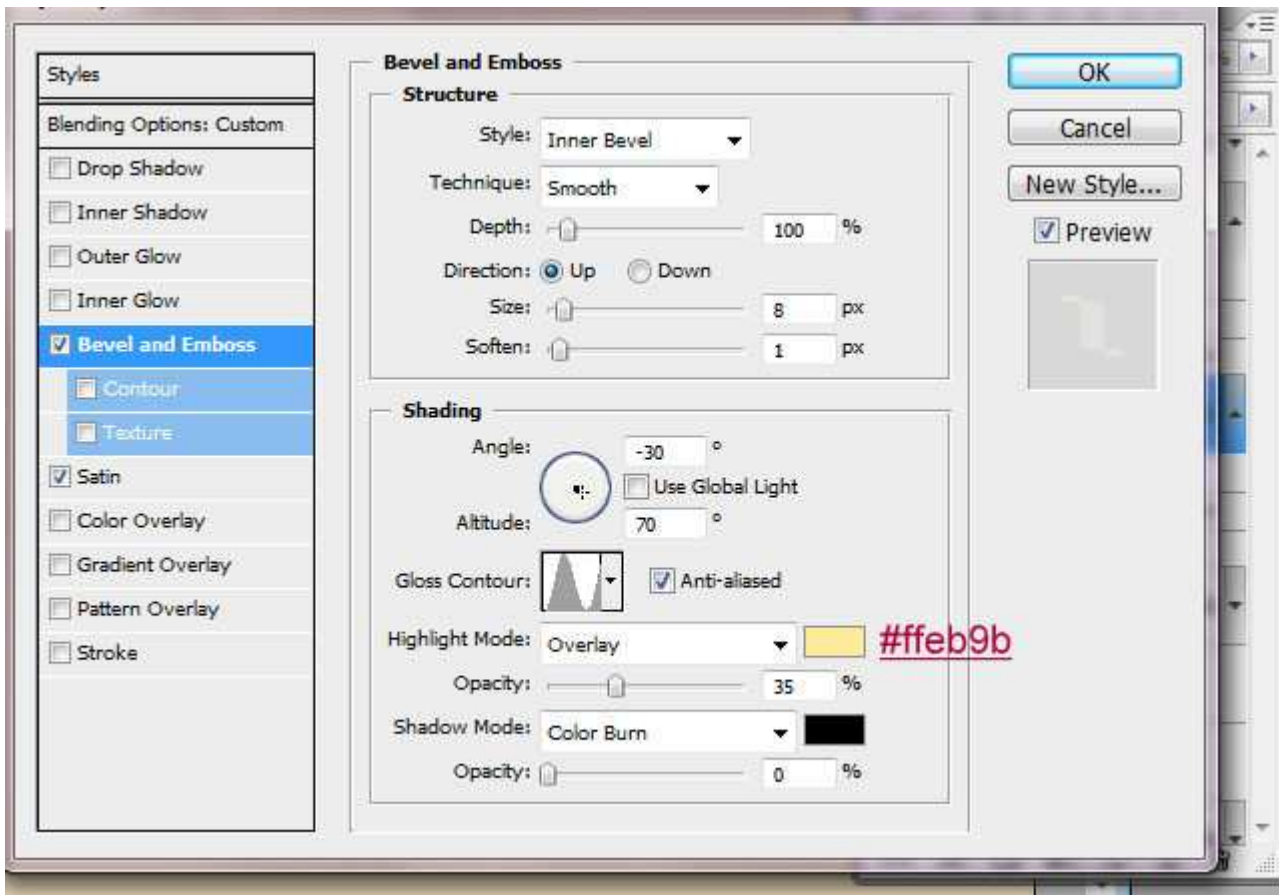 Styles
Blending Options: Custom
Drop Shadow
Inner Shadow
Outer Glow
Inner Glow
Bevel and Emboss
Contour
Texture
Satin
Color Overlay
Gradient Overlay
Pattern Overlay
Stroke
Bevel and Emboss
Structure
Style: Inner Bevel
Technique: Smooth
Depth: 100 %
Direction: Up Down
Size: 8 px
Soften: 1 px
Shading
Angle: -30 °
Use Global Light
Altitude: 70 °
Gloss Contour: Anti-aliased
Highlight Mode: Overlay #ffeb9b
Opacity: 35 %
Shadow Mode: Color Burn
Opacity: 0 %
OK
Cancel
New Style...
Preview